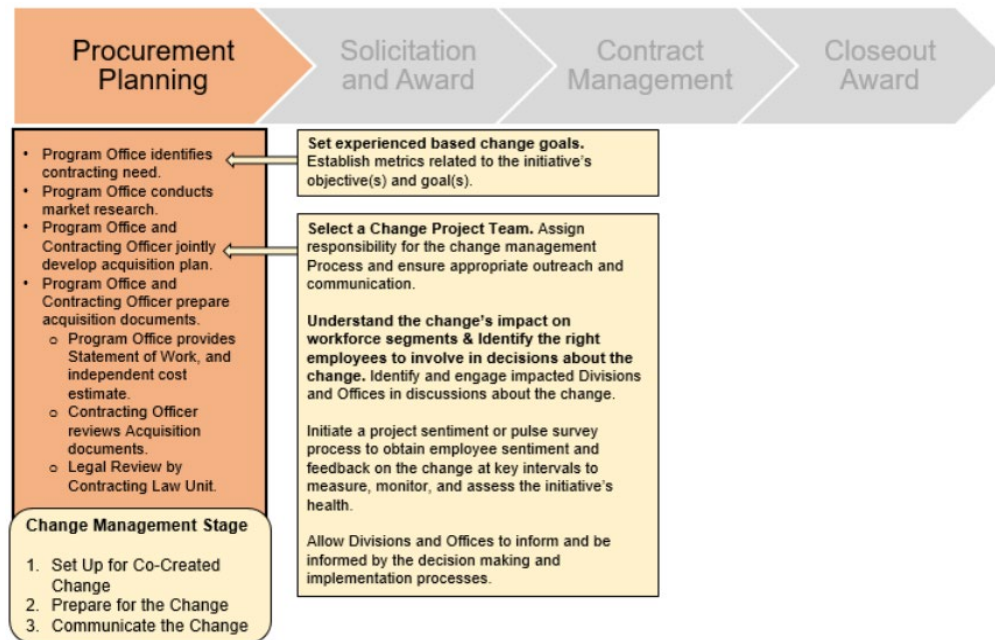 Procurement
Planning
Solicitation
and Award
Contract
Management
Closeout
Award
• Program Office identifies
contracting need.
• Program Office conducts
market research.
• Program Office and
Contracting Officer jointly
develop acquisition plan.
• Program Office and
Contracting Officer prepare
acquisition documents.
o Program Office provides
Statement of Work, and
independent cost
estimate.
o Contracting Officer
reviews Acquisition
documents.
o Legal Review by
Contracting Law Unit.
Change Management Stage
1. Set Up for Co-Created
Change
2. Prepare for the Change
3. Communicate the Change
Set experienced based change goals.
Establish metrics related to the initiative's
objective(s) and goal(s).
Select a Change Project Team. Assign
responsibility for the change management
Process and ensure appropriate outreach and
communication.
Understand the change's impact on
workforce segments & Identify the right
employees to involve in decisions about the
change. Identify and engage impacted Divisions
and Offices in discussions about the change.
Initiate a project sentiment or pulse survey
process to obtain employee sentiment and
feedback on the change at key intervals to
measure, monitor, and assess the initiative's
health.
Allow Divisions and Offices to inform and be
informed by the decision making and
implementation processes.